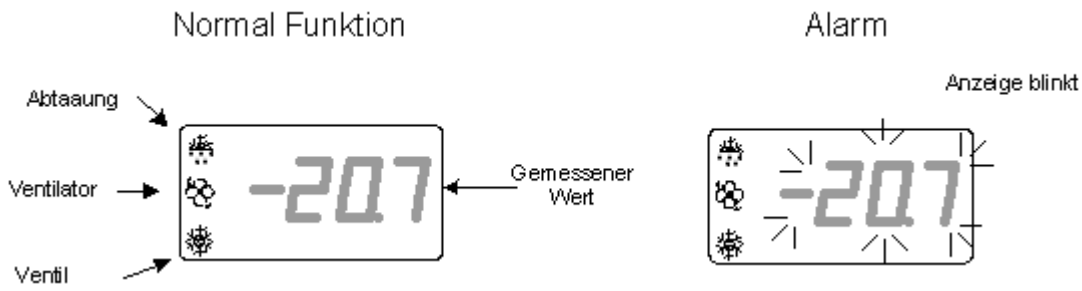 Normal Funktion
Alarm
Anzeige blinkt
Abtaaung
Ventilator
Ventil
-20.7
Gemessener
Wert
-20.7